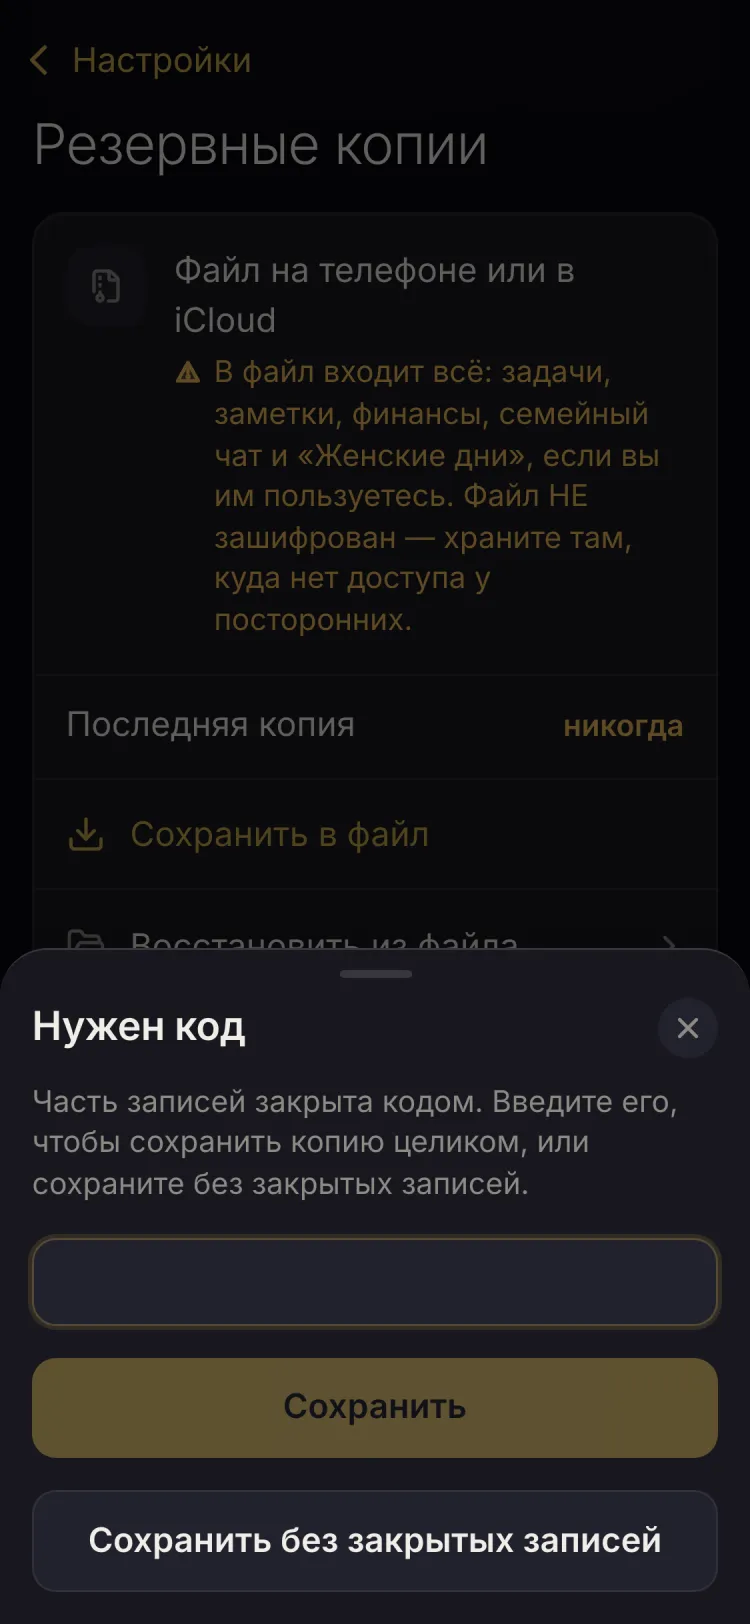 Настройки
Резервные копии
Файл на телефоне или в
iCloud
В файл входит всё: задачи,
заметки, финансы, семейный
чат и «Женские дни», если вы
им пользуетесь. Файл НЕ
зашифрован — храните там,
куда нет доступа у
посторонних.
Последняя копия никогда
Сохранить в файл
Восстановить из файла
Нужен код
Часть записей закрыта кодом. Введите его,
чтобы сохранить копию целиком, или
сохраните без закрытых записей.
Сохранить
Сохранить без закрытых записей